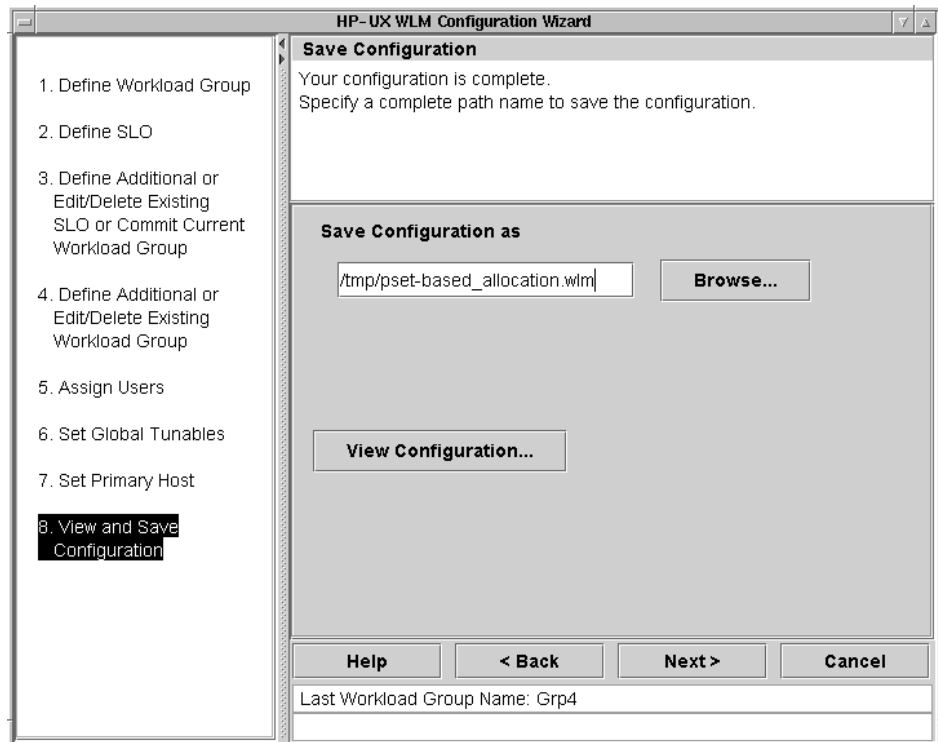 HP-UX WLM Configuration Wizard
1. Define Workload Group
2. Define SLO
3. Define Additional or
Edit/Delete Existing
SLO or Commit Current
Workload Group
4. Define Additional or
Edit/Delete Existing
Workload Group
5. Assign Users
6. Set Global Tunables
7. Set Primary Host
8. View and Save
Configuration
Save Configuration
Your configuration is complete.
Specify a complete path name to save the configuration.
Save Configuration as
/tmp/pset-based_allocation.wlm
Browse...
View Configuration...
Help
< Back
Next >
Cancel
Last Workload Group Name: Grp4